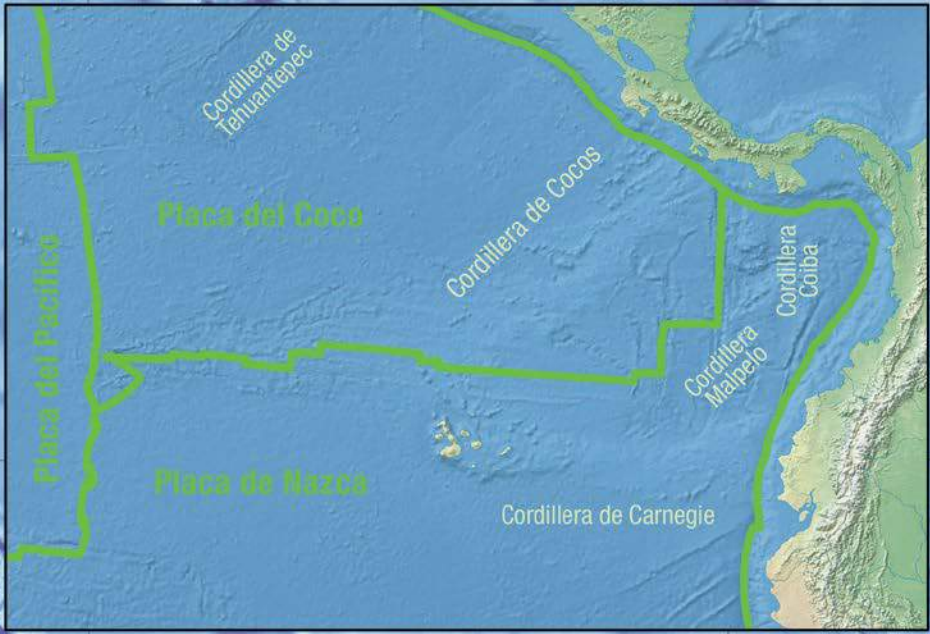 Cordillera de
Tehuantepec
Placa del Coco
Cordillera de Cocos
Cordillera
Coiba
Placa del Pacífico
Cordillera
Malpelo
Placa de Nazca
Cordillera de Carnegie